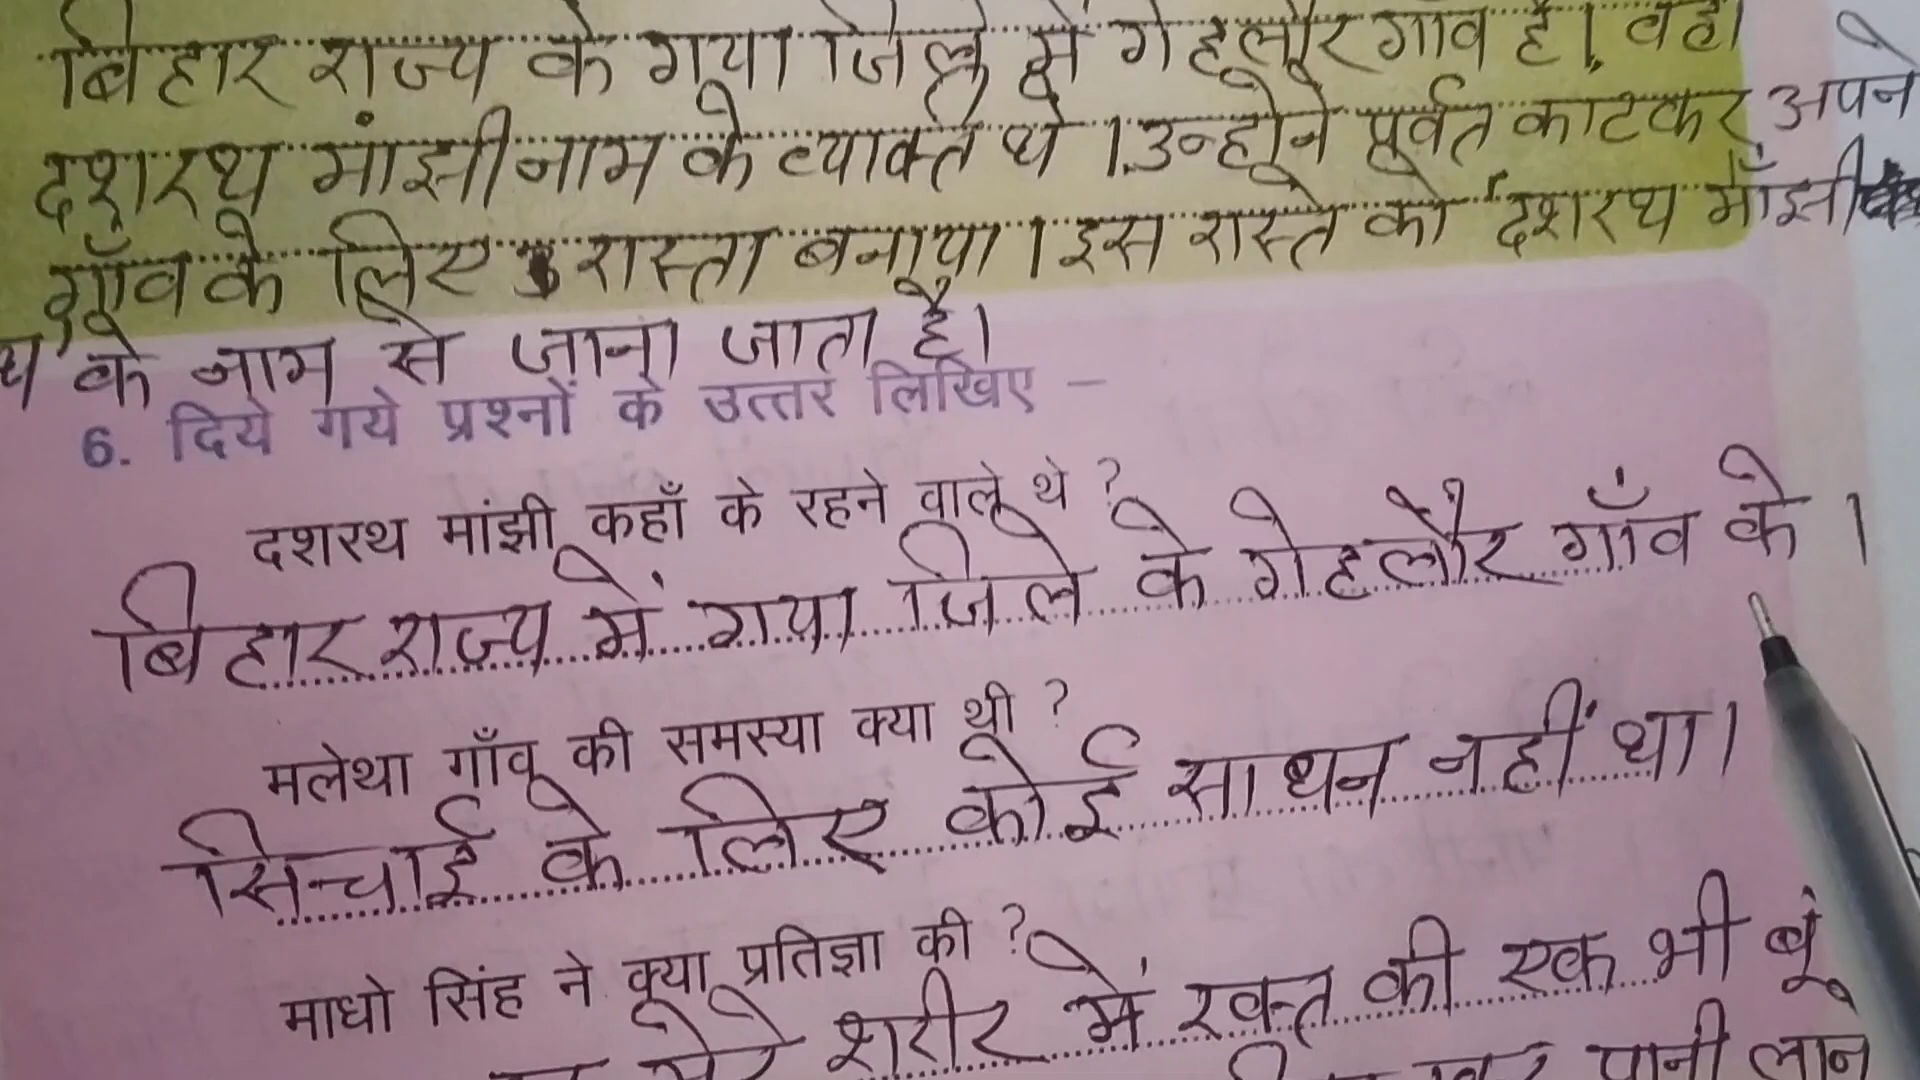 बिहार राज्य के गया जिले में गेहलौर गाँव है। वहाँ
दशरथ मांझी नाम के व्यक्ति थे। उन्होने पर्वत काटकर अपने
गाँव के लिए रास्ता बनाया। इस रास्ते को "दशरथ माँझी
थ" के नाम से जाना जाता है।
6. दिये गये प्रश्नों के उत्तर लिखिए –
दशरथ मांझी कहाँ के रहने वाले थे ?
बिहार राज्य में गया जिले के गेहलौर गाँव के।
मलेथा गाँव की समस्या क्या थी ?
सिन्चाई के लिए कोई साधन नहीं था।
माधो सिंह ने क्या प्रतिज्ञा की ?
मेरे शरीर में रक्त की एक भी बूं
पानी लाने